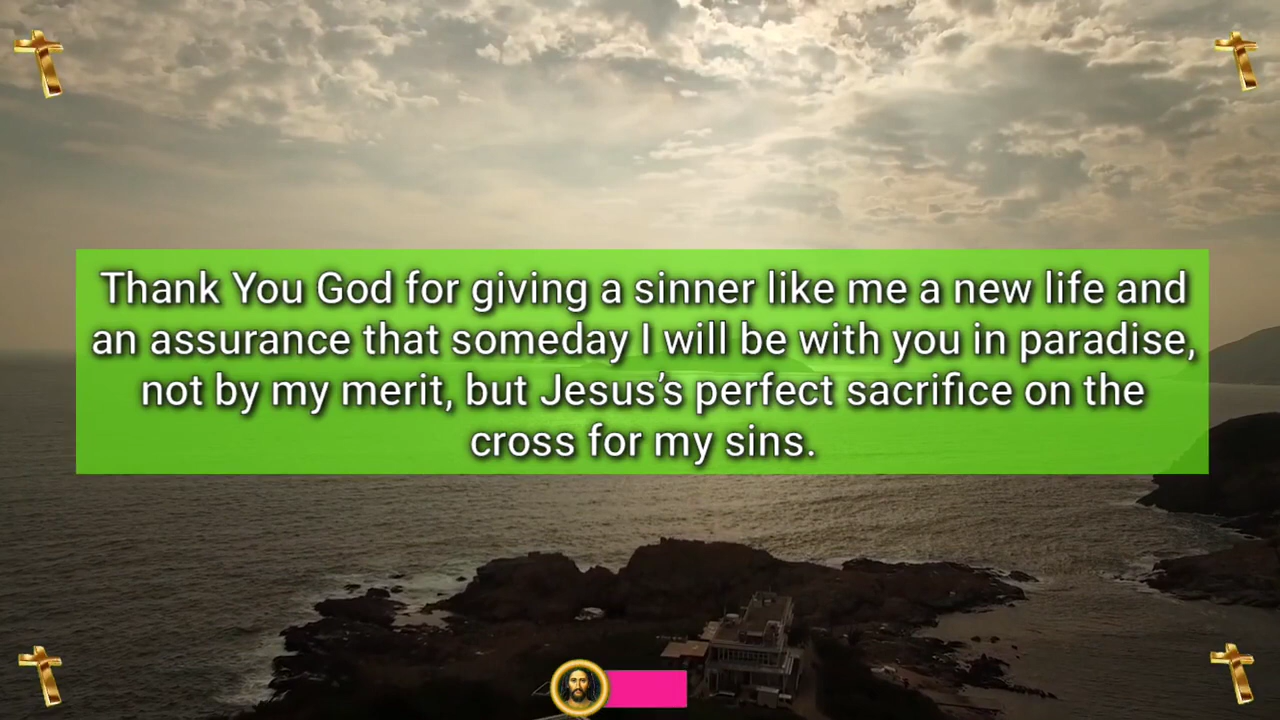 Thank You God for giving a sinner like me a new life and
an assurance that someday I will be with you in paradise,
not by my merit, but Jesus’s perfect sacrifice on the
cross for my sins.